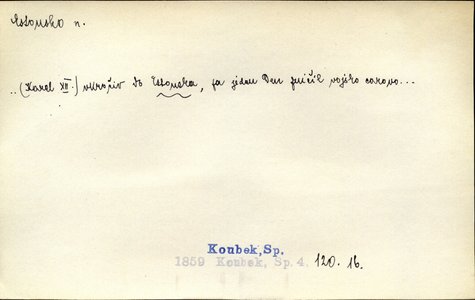 Estonsko n.
..(Karel XII.) vkročiv do Estonska, za jeden den zničil vojsko carovo...
Koubek, Sp.
1859 Koubek, Sp. 4. 120. 16.